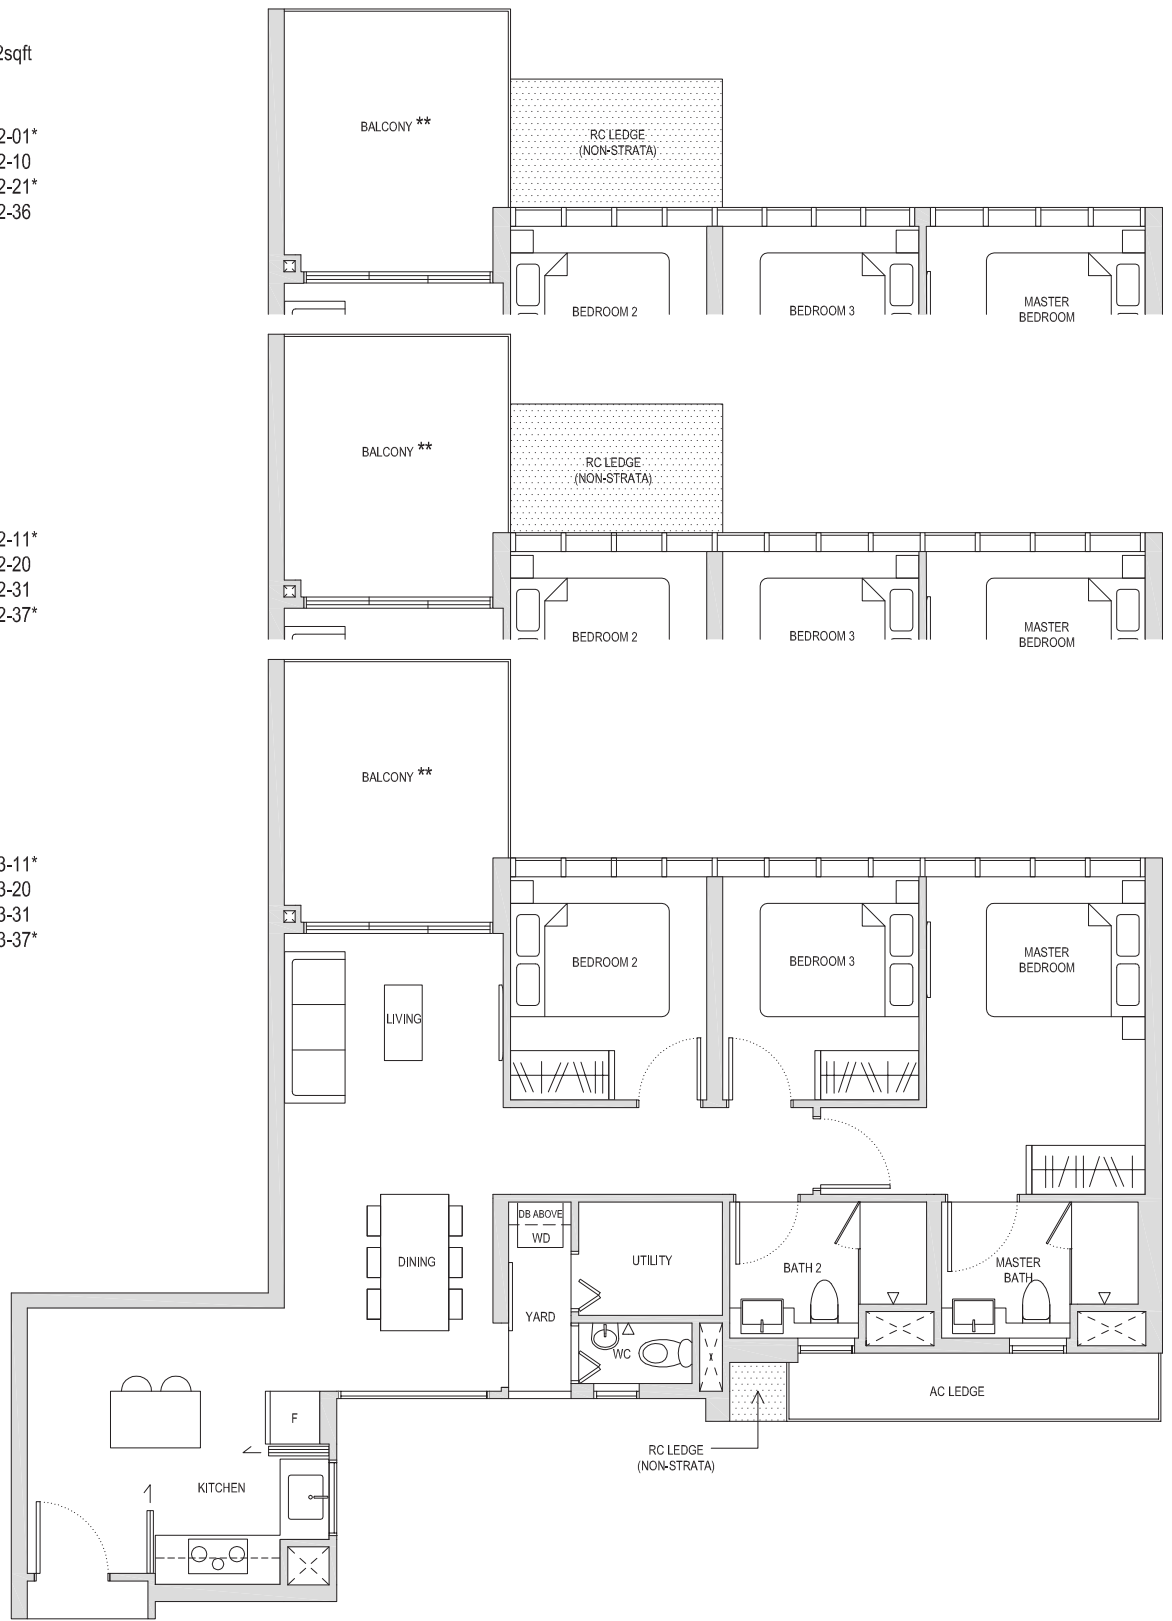 2sqft
2-01*
2-10
2-21*
2-36
BALCONY **
RC LEDGE
(NON-STRATA)
BEDROOM 2
BEDROOM 3
MASTER
BEDROOM
2-11*
2-20
2-31
2-37*
BALCONY **
RC LEDGE
(NON-STRATA)
BEDROOM 2
BEDROOM 3
MASTER
BEDROOM
3-11*
3-20
3-31
3-37*
BALCONY **
BEDROOM 2
BEDROOM 3
MASTER
BEDROOM
LIVING
DINING
DB ABOVE
WD
UTILITY
YARD
WC
BATH 2
MASTER
BATH
AC LEDGE
RC LEDGE
(NON-STRATA)
F
KITCHEN